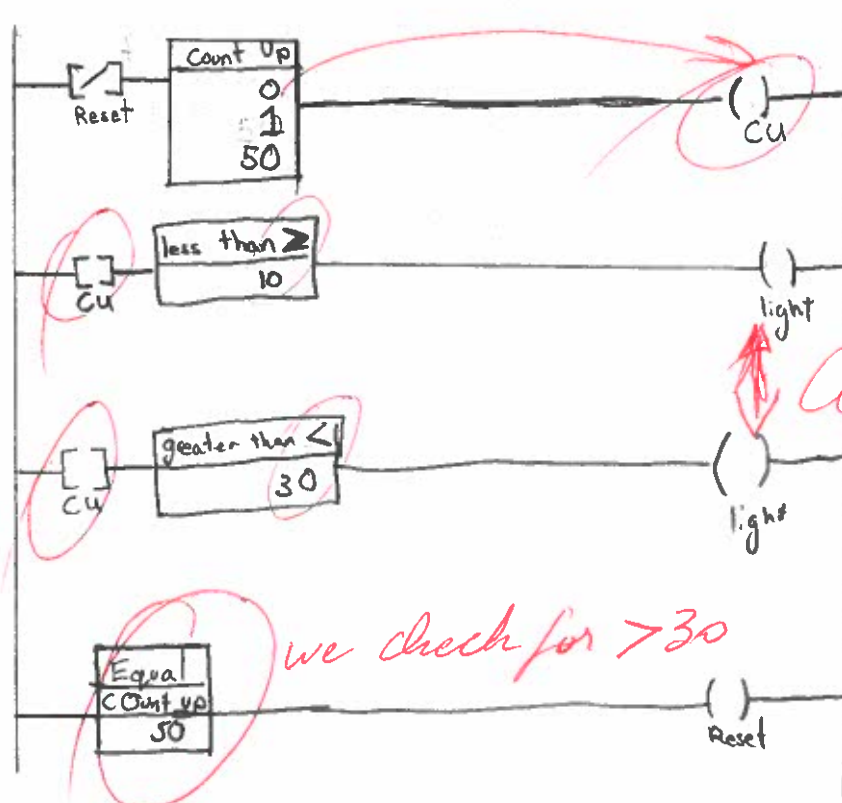 Count Up
0
1
50
Reset
CU
less than ≥
10
CU
light
greater than <
30
CU
light
we check for >30
Equal
Count up
50
Reset